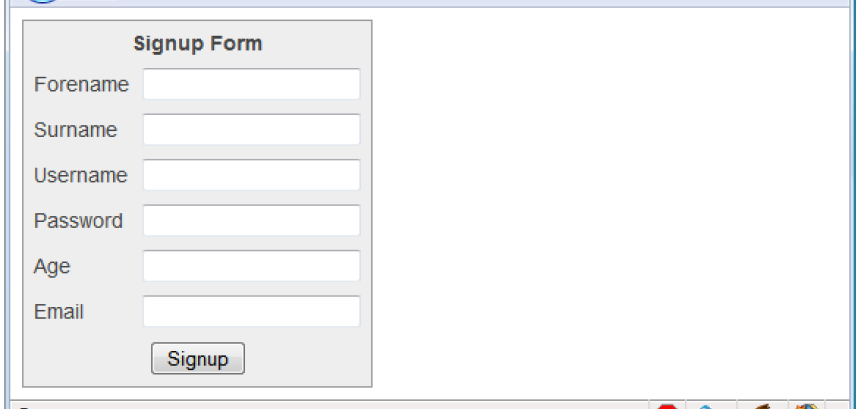 Signup Form
Forename
Surname
Username
Password
Age
Email
Signup